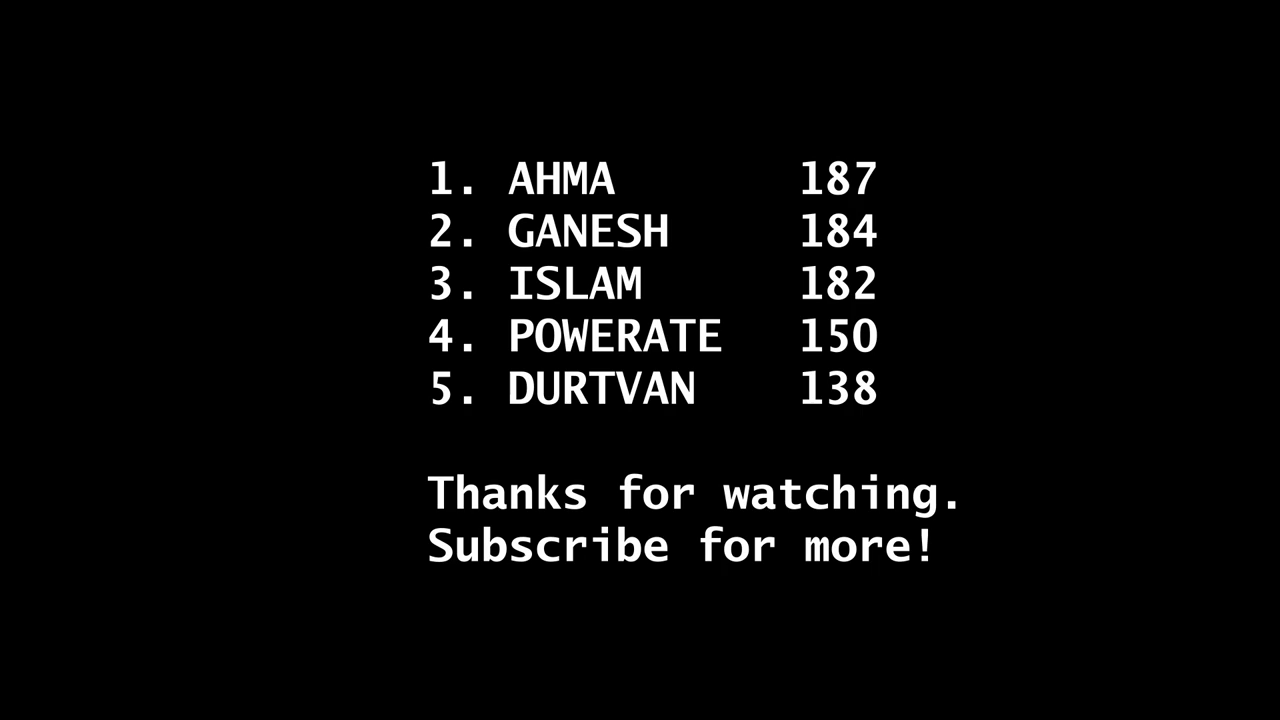 1. AHMA 187
2. GANESH 184
3. ISLAM 182
4. POWERATE 150
5. DURTVAN 138
Thanks for watching.
Subscribe for more!